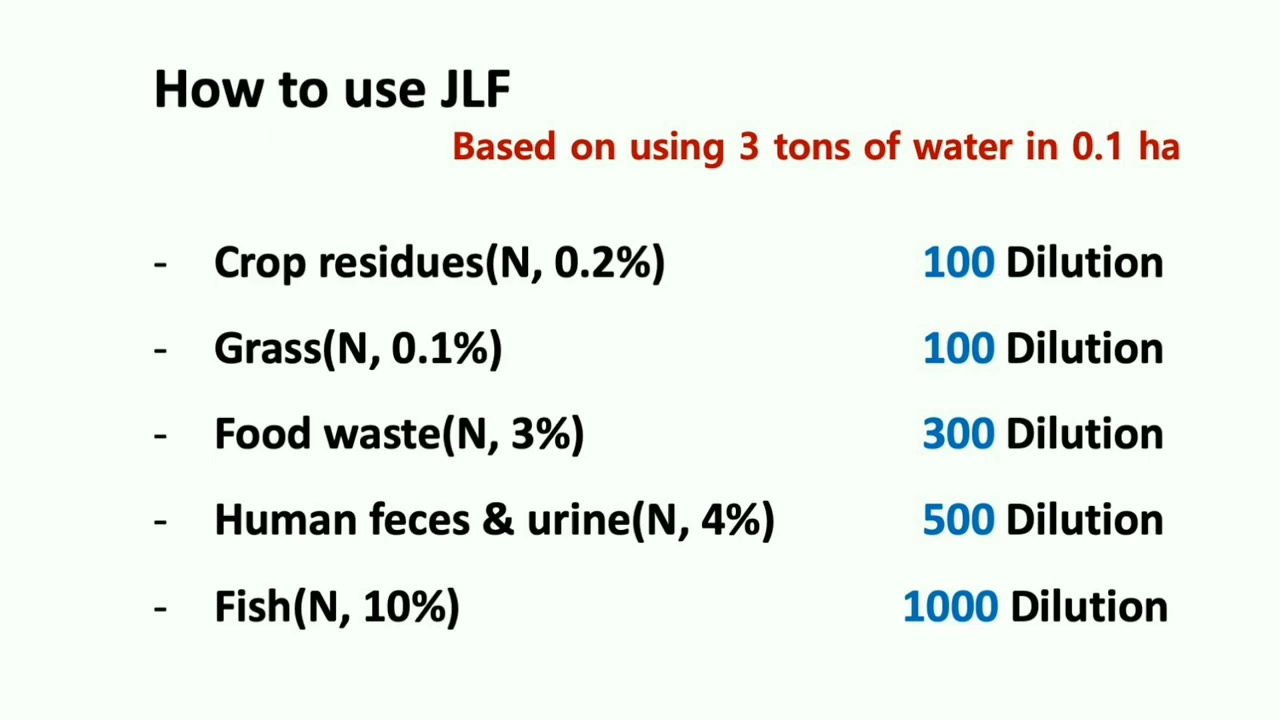 How to use JLF
Based on using 3 tons of water in 0.1 ha
- Crop residues(N, 0.2%) 100 Dilution
- Grass(N, 0.1%) 100 Dilution
- Food waste(N, 3%) 300 Dilution
- Human feces & urine(N, 4%) 500 Dilution
- Fish(N, 10%) 1000 Dilution